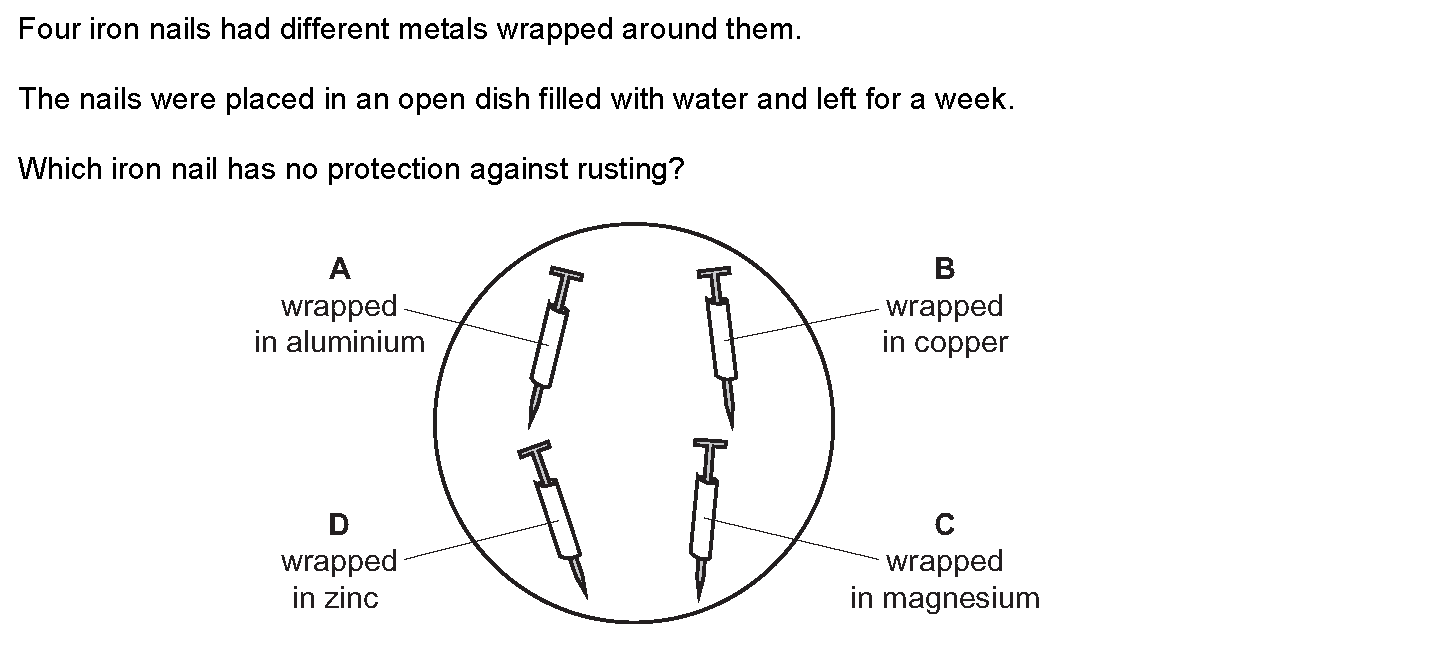 Four iron nails had different metals wrapped around them.
The nails were placed in an open dish filled with water and left for a week.
Which iron nail has no protection against rusting?
A
wrapped
in aluminium
B
wrapped
in copper
D
wrapped
in zinc
C
wrapped
in magnesium